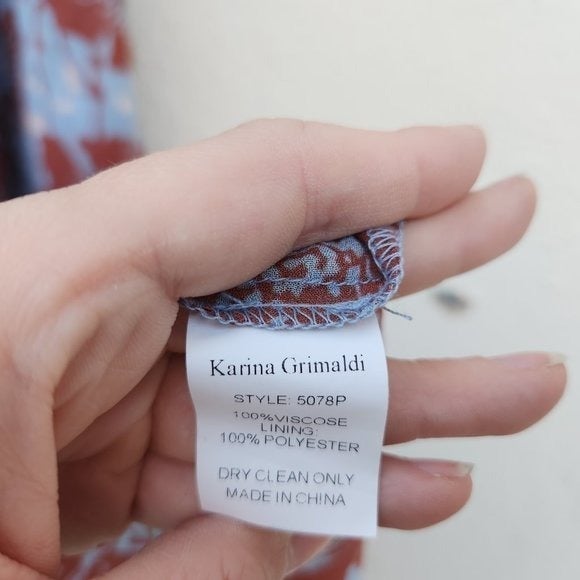 Karina Grimaldi
STYLE: 5078P
100%VISCOSE
LINING:
100% POLYESTER
DRY CLEAN ONLY
MADE IN CHINA